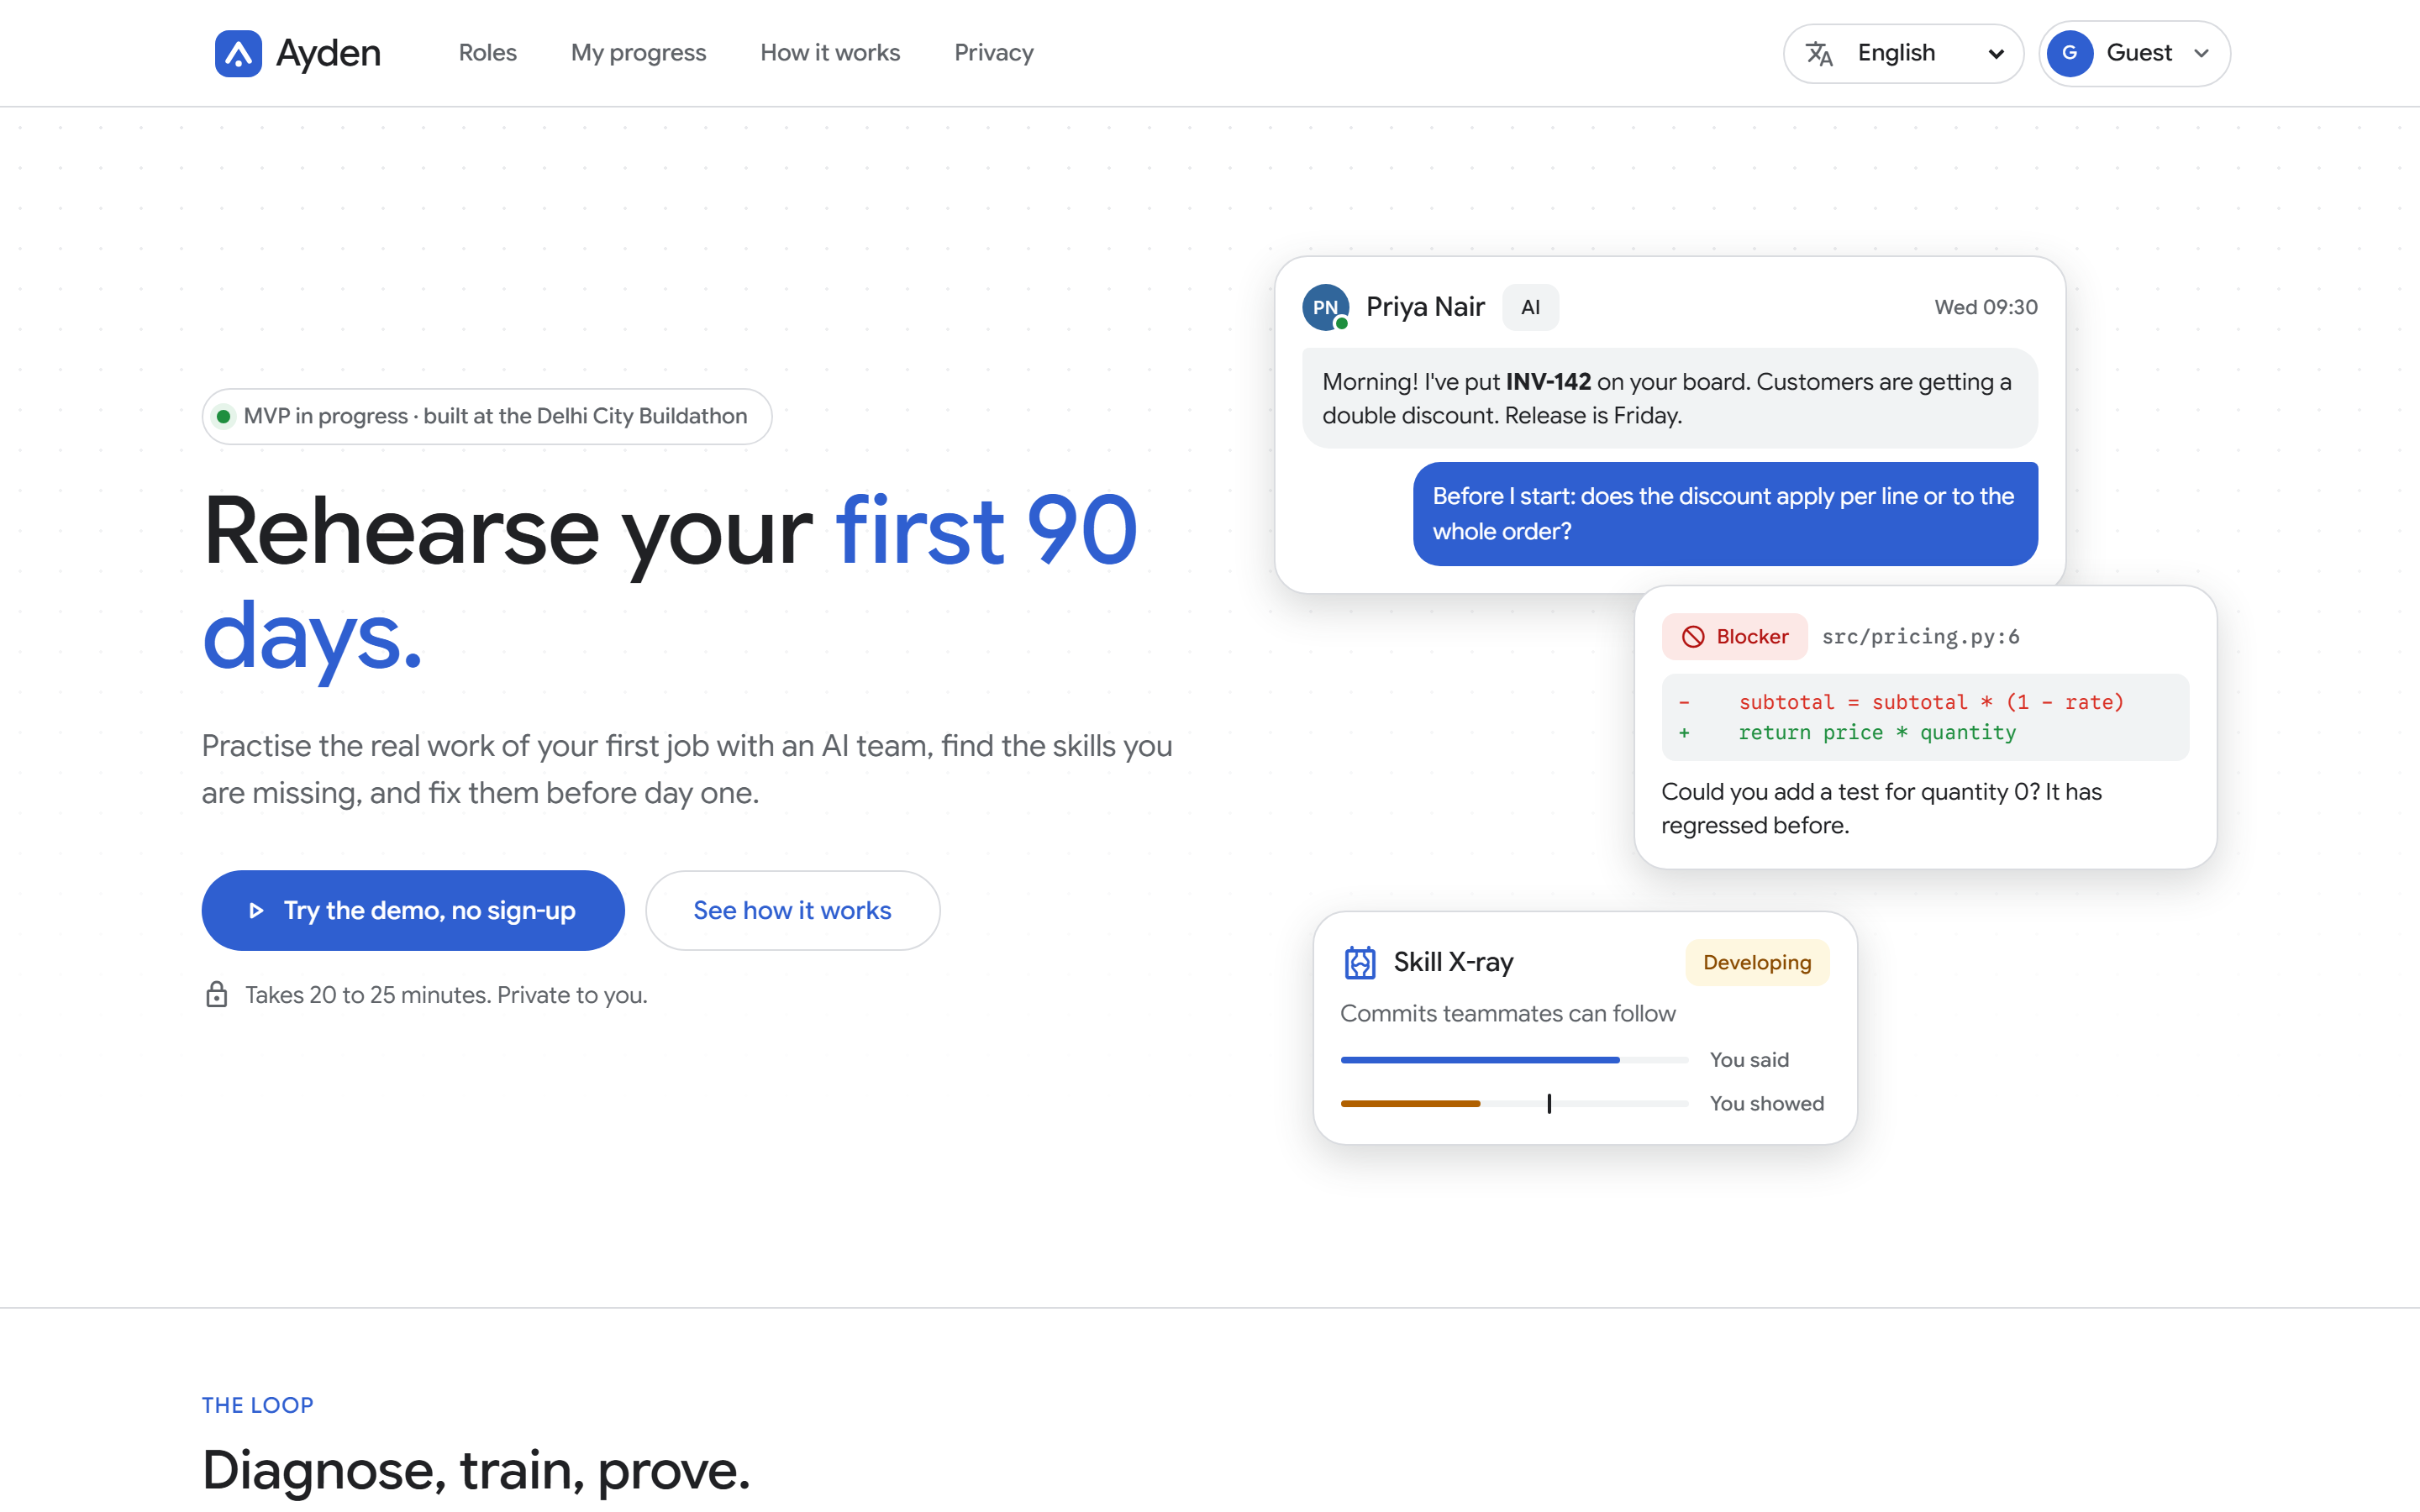 Ayden
Roles
My progress
How it works
Privacy
English
G
Guest
MVP in progress · built at the Delhi City Buildathon
Rehearse your first 90
days.
Practise the real work of your first job with an AI team, find the skills you
are missing, and fix them before day one.
Try the demo, no sign-up
See how it works
Takes 20 to 25 minutes. Private to you.
PN
Priya Nair
AI
Wed 09:30
Morning! I've put INV-142 on your board. Customers are getting a
double discount. Release is Friday.
Before I start: does the discount apply per line or to the
whole order?
Blocker
src/pricing.py:6
- subtotal = subtotal * (1 - rate)
+ return price * quantity
Could you add a test for quantity 0? It has
regressed before.
Skill X-ray
Developing
Commits teammates can follow
You said
You showed
THE LOOP
Diagnose, train, prove.